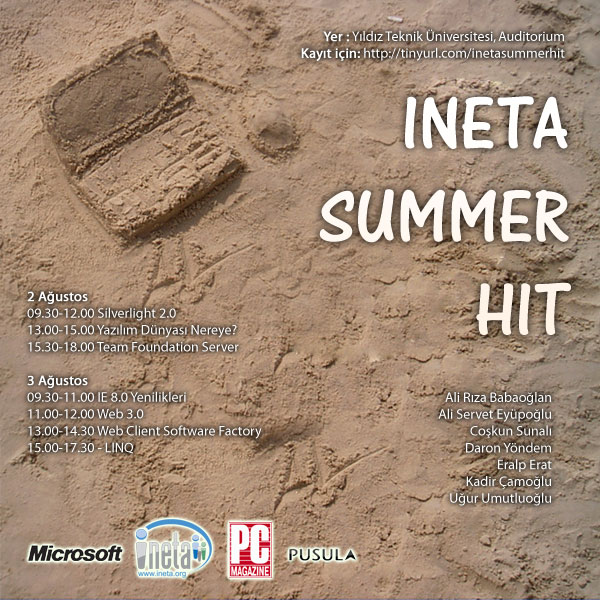 Yer : Yıldız Teknik Üniversitesi, Auditorium
Kayıt için: http://tinyurl.com/inetasummerhit
INETA
SUMMER
HIT
2 Ağustos
09.30-12.00 Silverlight 2.0
13.00-15.00 Yazılım Dünyası Nereye?
15.30-18.00 Team Foundation Server
3 Ağustos
09.30-11.00 IE 8.0 Yenilikleri
11.00-12.00 Web 3.0
13.00-14.30 Web Client Software Factory
15.00-17.30 - LINQ
Ali Rıza Babaoğlan
Ali Servet Eyüpoğlu
Coşkun Sunalı
Daron Yöndem
Eralp Erat
Kadir Çamoğlu
Uğur Umutluoğlu
Microsoft
ineta
www.ineta.org
PC
MAGAZINE
PUSULA